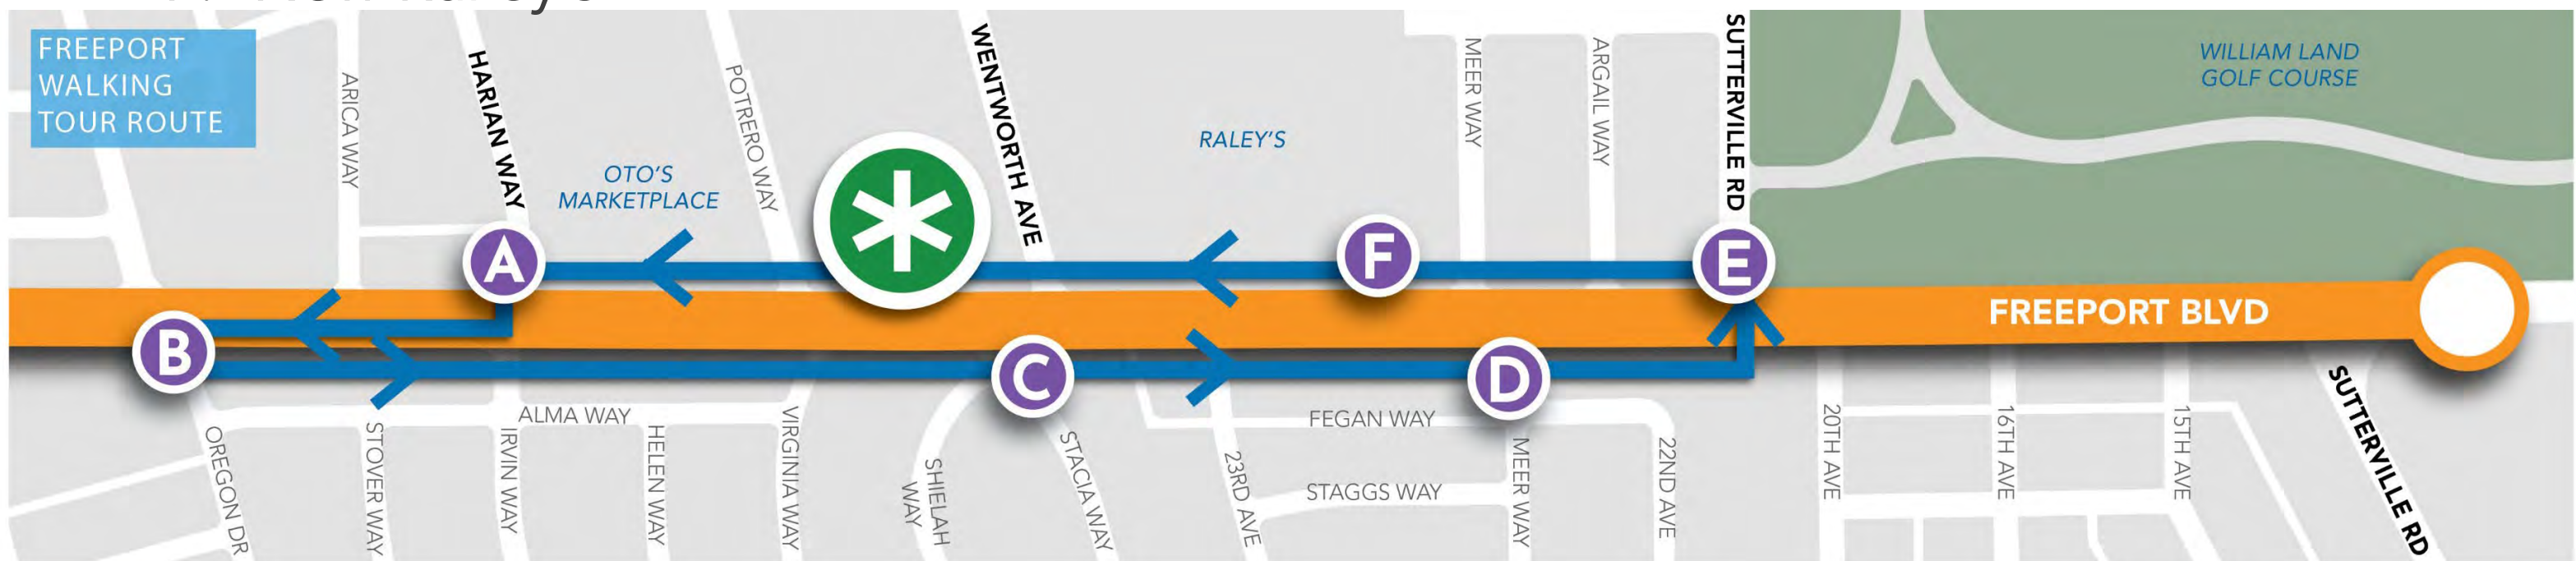 FREEPORT
WALKING
TOUR ROUTE
ARICA WAY
HARIAN WAY
OTO'S
MARKETPLACE
POTRERO WAY
WENTWORTH AVE
RALEY'S
MEER WAY
ARGAIL WAY
SUTTERVILLE RD
WILLIAM LAND
GOLF COURSE
A
F
E
B
C
D
FREEPORT BLVD
OREGON DR
STOVER WAY
ALMA WAY
IRVIN WAY
HELEN WAY
VIRGINIA WAY
SHIELAH
WAY
STACIA WAY
23RD AVE
FEGAN WAY
STAGGS WAY
MEER WAY
22ND AVE
20TH AVE
16TH AVE
15TH AVE
SUTTERVILLE RD